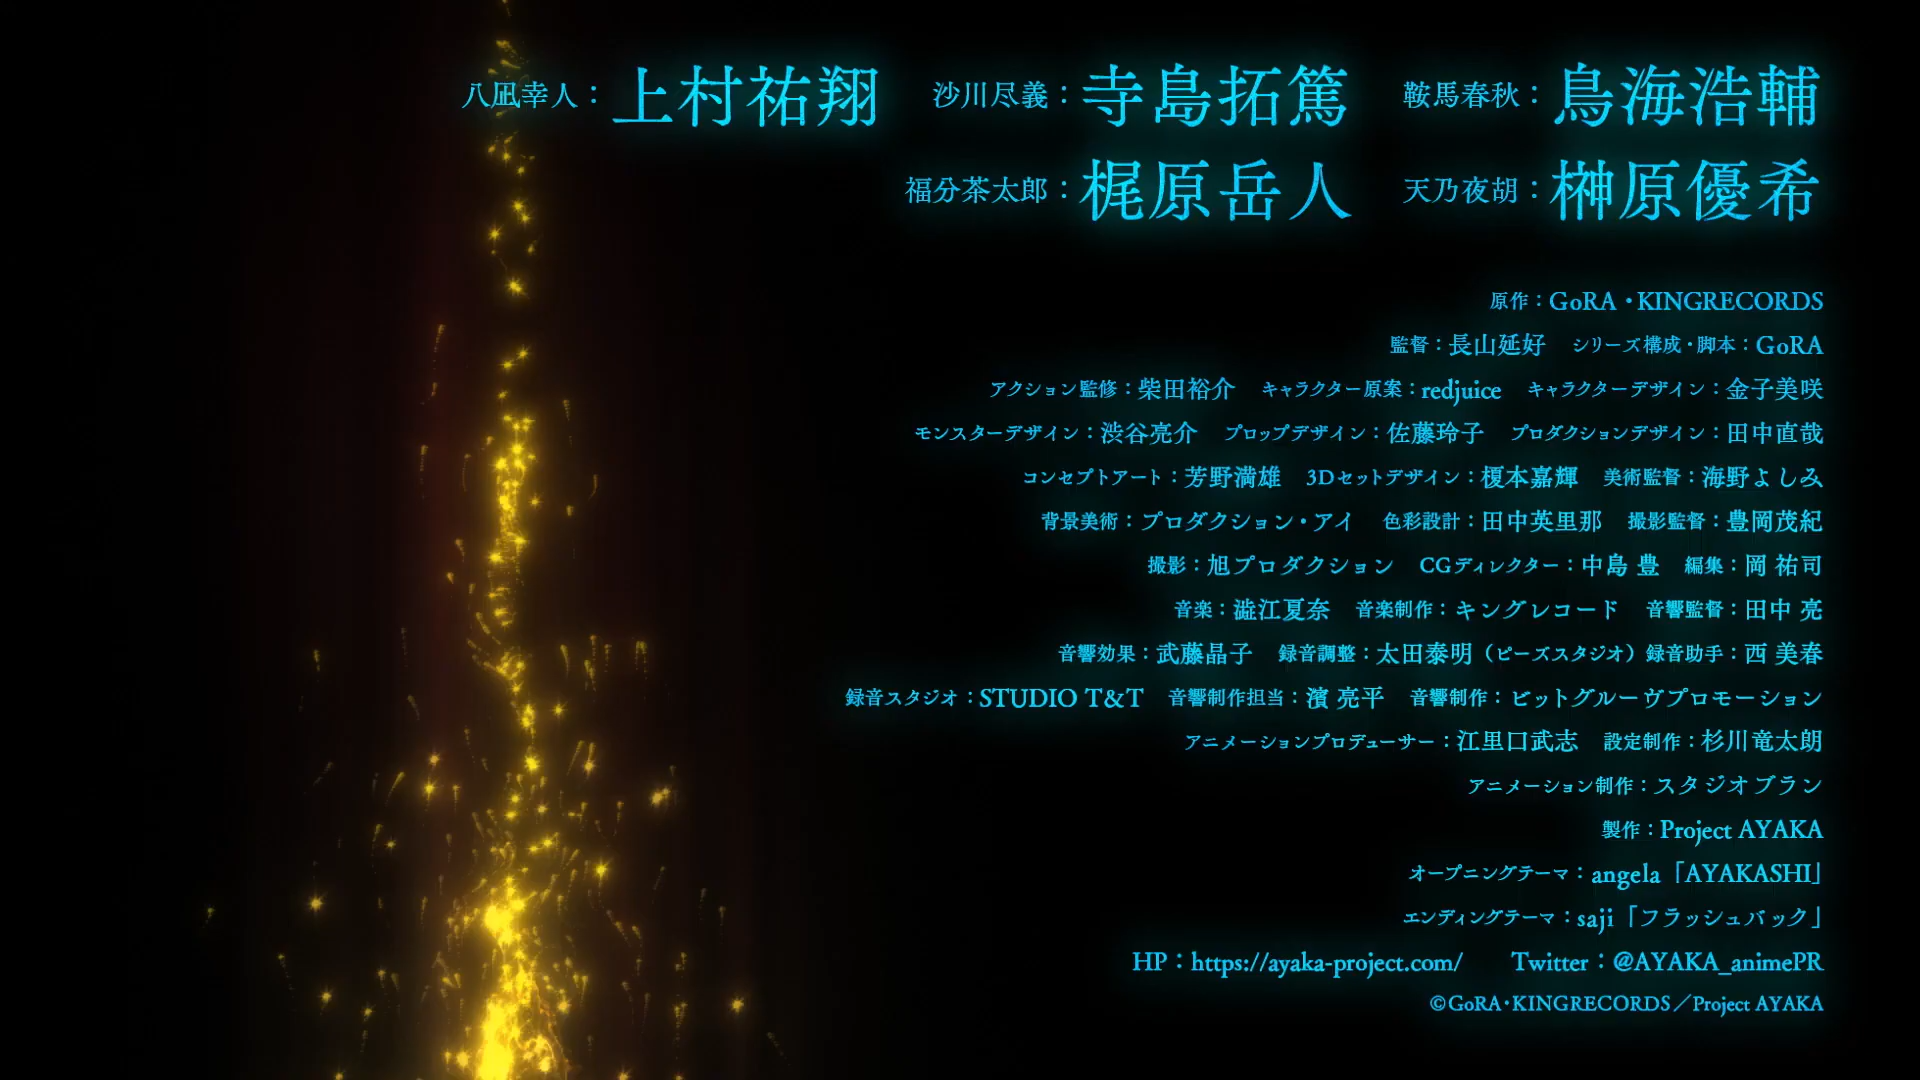 八凪幸人：上村祐翔　沙川尽義：寺島拓篤　鞍馬春秋：鳥海浩輔
福分茶太郎：梶原岳人　天乃夜胡：榊原優希
原作：GoRA・KINGRECORDS
監督：長山延好　シリーズ構成・脚本：GoRA
アクション監修：柴田裕介　キャラクター原案：redjuice　キャラクターデザイン：金子美咲
モンスターデザイン：渋谷亮介　プロップデザイン：佐藤玲子　プロダクションデザイン：田中直哉
コンセプトアート：芳野満雄　3Dセットデザイン：榎本嘉輝　美術監督：海野よしみ
背景美術：プロダクション・アイ　色彩設計：田中英里那　撮影監督：豊岡茂紀
撮影：旭プロダクション　CGディレクター：中島 豊　編集：岡 祐司
音楽：澁江夏奈　音楽制作：キングレコード　音響監督：田中 亮
音響効果：武藤晶子　録音調整：太田泰明（ピーズスタジオ）録音助手：西 美春
録音スタジオ：STUDIO T&T　音響制作担当：濱 亮平　音響制作：ビットグルーヴプロモーション
アニメーションプロデューサー：江里口武志　設定制作：杉川竜太朗
アニメーション制作：スタジオブラン
製作：Project AYAKA
オープニングテーマ：angela「AYAKASHI」
エンディングテーマ：saji「フラッシュバック」
HP：https://ayaka-project.com/　Twitter：@AYAKA_animePR
©GoRA・KINGRECORDS／Project AYAKA